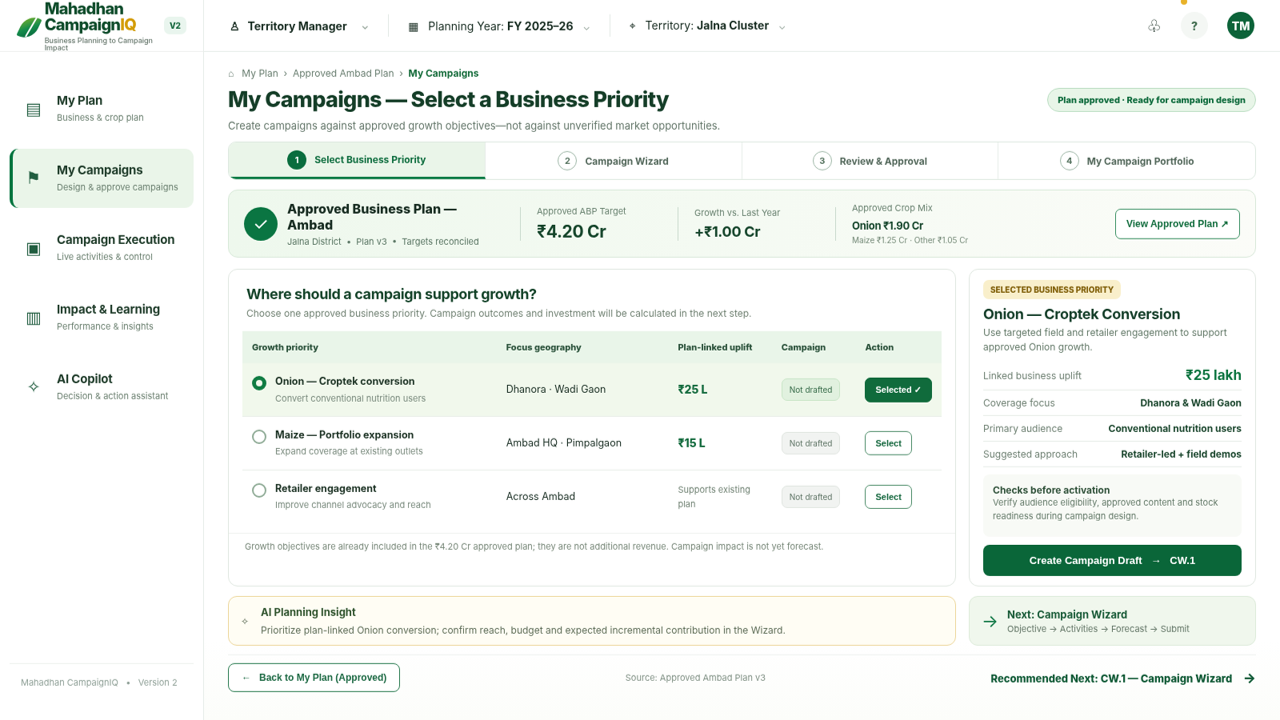 Mahadhan
CampaignIQ
Business Planning to Campaign
Impact
V2
Territory Manager
Planning Year: FY 2025–26
Territory: Jalna Cluster
?
TM
My Plan
Business & crop plan
My Campaigns
Design & approve campaigns
Campaign Execution
Live activities & control
Impact & Learning
Performance & insights
AI Copilot
Decision & action assistant
Mahadhan CampaignIQ • Version 2
My Plan › Approved Ambad Plan › My Campaigns
My Campaigns — Select a Business Priority
Create campaigns against approved growth objectives—not against unverified market opportunities.
Plan approved · Ready for campaign design
1 Select Business Priority
2 Campaign Wizard
3 Review & Approval
4 My Campaign Portfolio
Approved Business Plan —
Ambad
Jalna District • Plan v3 • Targets reconciled
Approved ABP Target
₹4.20 Cr
Growth vs. Last Year
+₹1.00 Cr
Approved Crop Mix
Onion ₹1.90 Cr
Maize ₹1.25 Cr · Other ₹1.05 Cr
View Approved Plan ↗
Where should a campaign support growth?
Choose one approved business priority. Campaign outcomes and investment will be calculated in the next step.
Growth priority Focus geography Plan-linked uplift Campaign Action
Onion — Croptek conversion
Convert conventional nutrition users
Dhanora · Wadi Gaon
₹25 L
Not drafted
Selected ✓
Maize — Portfolio expansion
Expand coverage at existing outlets
Ambad HQ · Pimpalgaon
₹15 L
Not drafted
Select
Retailer engagement
Improve channel advocacy and reach
Across Ambad
Supports existing
plan
Not drafted
Select
Growth objectives are already included in the ₹4.20 Cr approved plan; they are not additional revenue. Campaign impact is not yet forecast.
SELECTED BUSINESS PRIORITY
Onion — Croptek Conversion
Use targeted field and retailer engagement to support
approved Onion growth.
Linked business uplift ₹25 lakh
Coverage focus Dhanora & Wadi Gaon
Primary audience Conventional nutrition users
Suggested approach Retailer-led + field demos
Checks before activation
Verify audience eligibility, approved content and stock
readiness during campaign design.
Create Campaign Draft → CW.1
AI Planning Insight
Prioritize plan-linked Onion conversion; confirm reach, budget and expected incremental contribution in the Wizard.
→ Next: Campaign Wizard
Objective → Activities → Forecast → Submit
← Back to My Plan (Approved)
Source: Approved Ambad Plan v3
Recommended Next: CW.1 — Campaign Wizard →